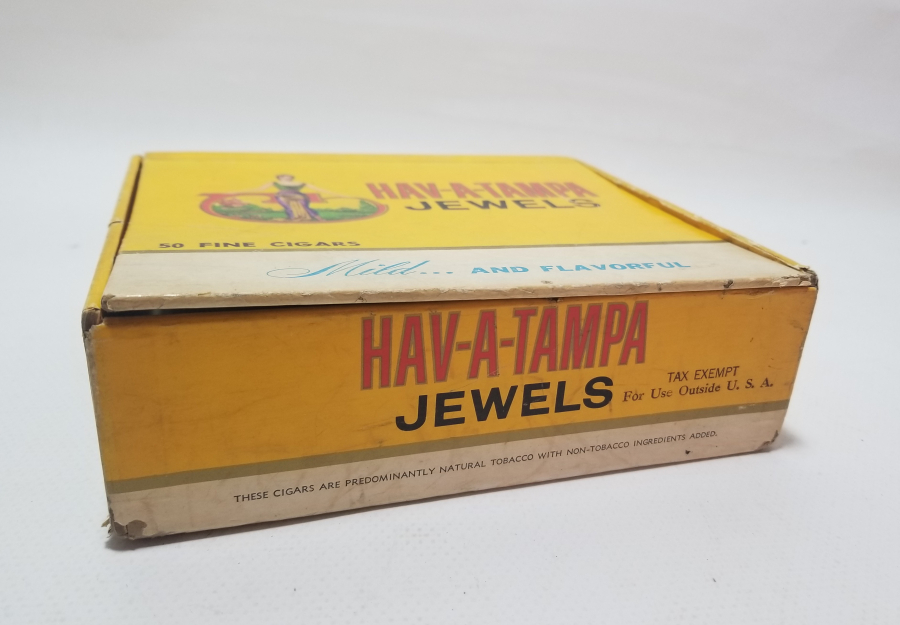 HAV-A-TAMPA
JEWELS
50 FINE CIGARS
Mild... AND FLAVORFUL
HAV-A-TAMPA
JEWELS
TAX EXEMPT
For Use Outside U. S. A.
THESE CIGARS ARE PREDOMINANTLY NATURAL TOBACCO WITH NON-TOBACCO INGREDIENTS ADDED.